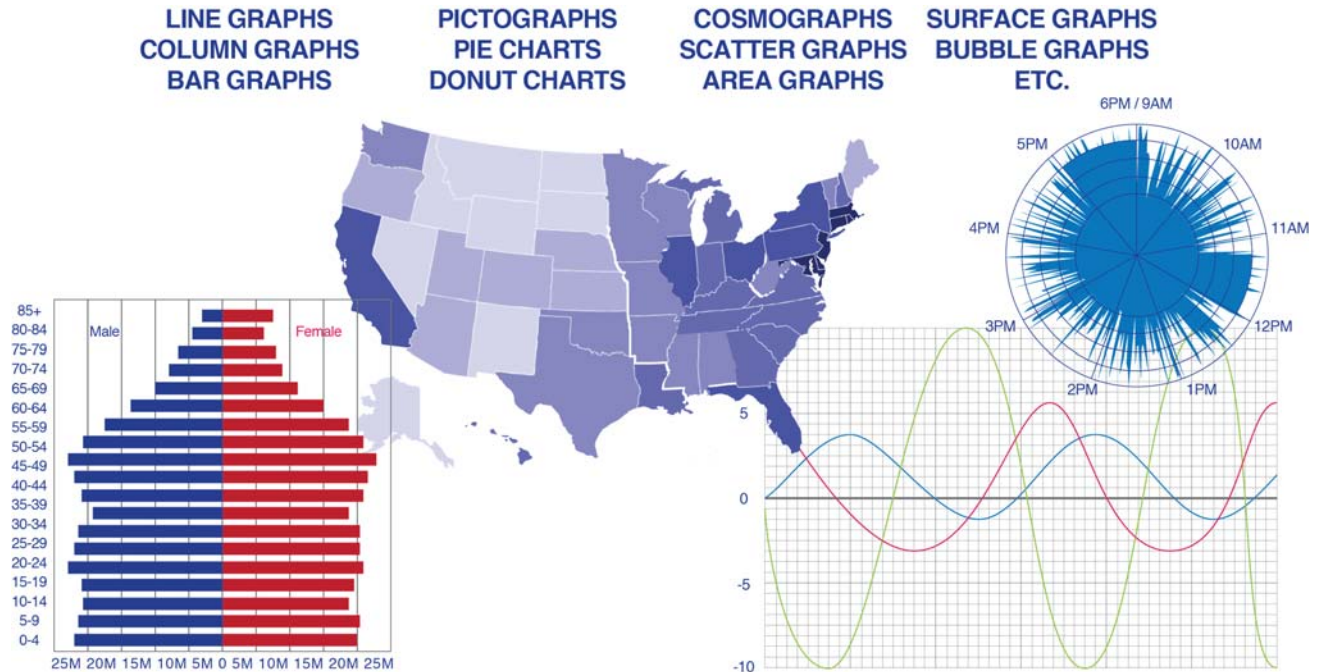 LINE GRAPHS
COLUMN GRAPHS
BAR GRAPHS
PICTOGRAPHS
PIE CHARTS
DONUT CHARTS
COSMOGRAPHS
SCATTER GRAPHS
AREA GRAPHS
SURFACE GRAPHS
BUBBLE GRAPHS
ETC.
6PM / 9AM
10AM
11AM
12PM
1PM
2PM
3PM
4PM
5PM
Male
Female
85+
80-84
75-79
70-74
65-69
60-64
55-59
50-54
45-49
40-44
35-39
30-34
25-29
20-24
15-19
10-14
5-9
0-4
25M 20M 15M 10M 5M 0 5M 10M 20M 25M
5
0
-5
-10